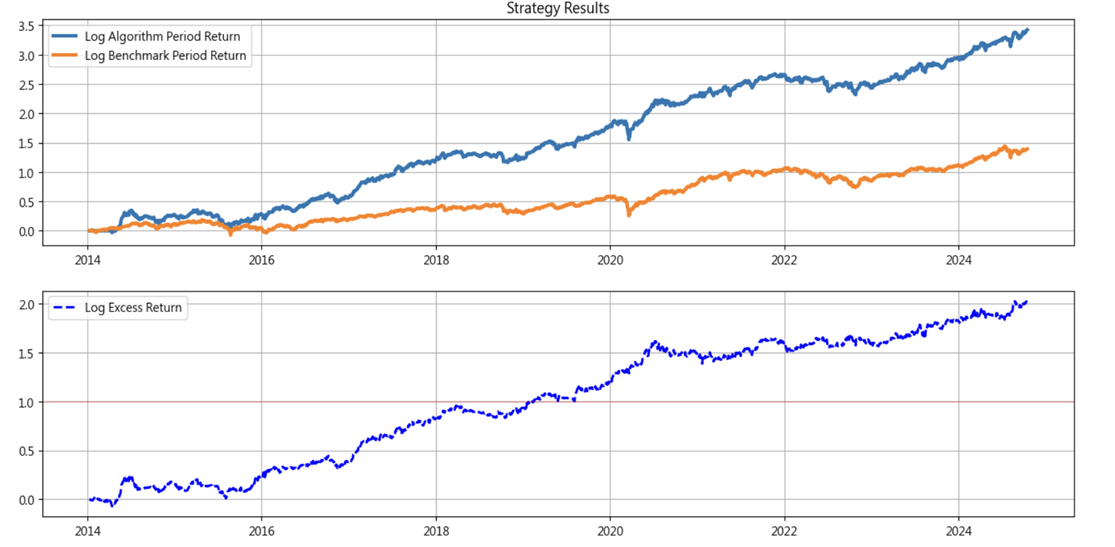 Strategy Results
Log Algorithm Period Return
Log Benchmark Period Return
3.5
3.0
2.5
2.0
1.5
1.0
0.5
0.0
2014 2016 2018 2020 2022 2024
Log Excess Return
2.0
1.5
1.0
0.5
0.0
2014 2016 2018 2020 2022 2024